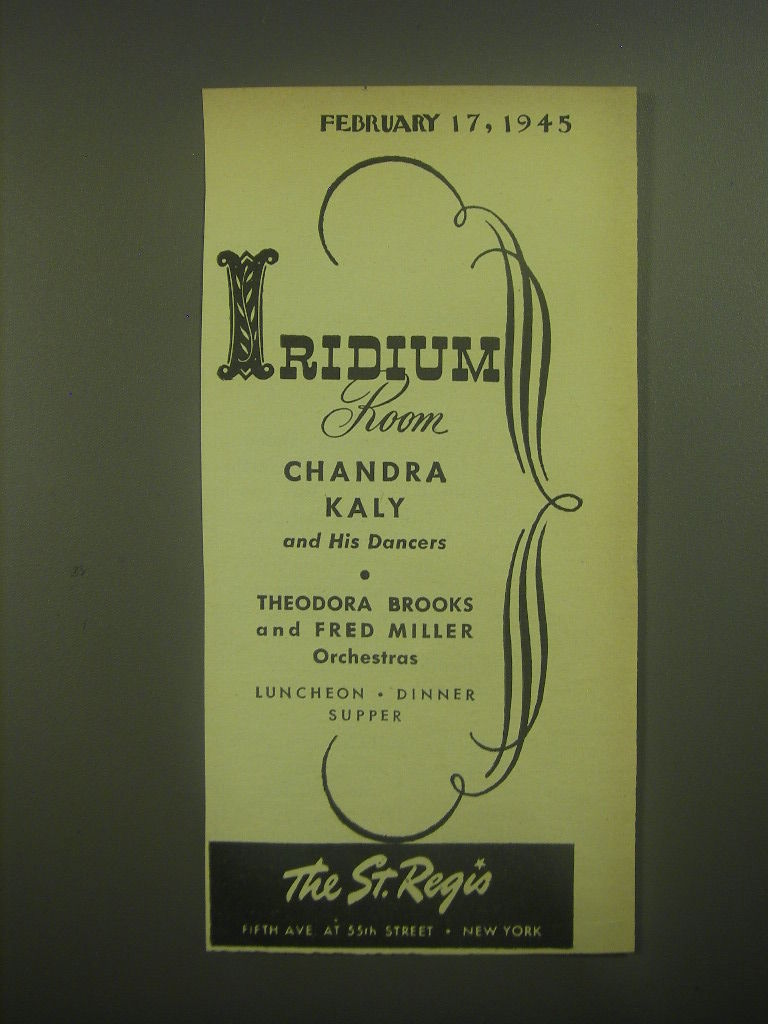 FEBRUARY 17, 1945
IRIDIUM
Room
CHANDRA
KALY
and His Dancers
•
THEODORA BROOKS
and FRED MILLER
Orchestras
LUNCHEON • DINNER
SUPPER
The St. Regis
FIFTH AVE. AT 55th STREET • NEW YORK